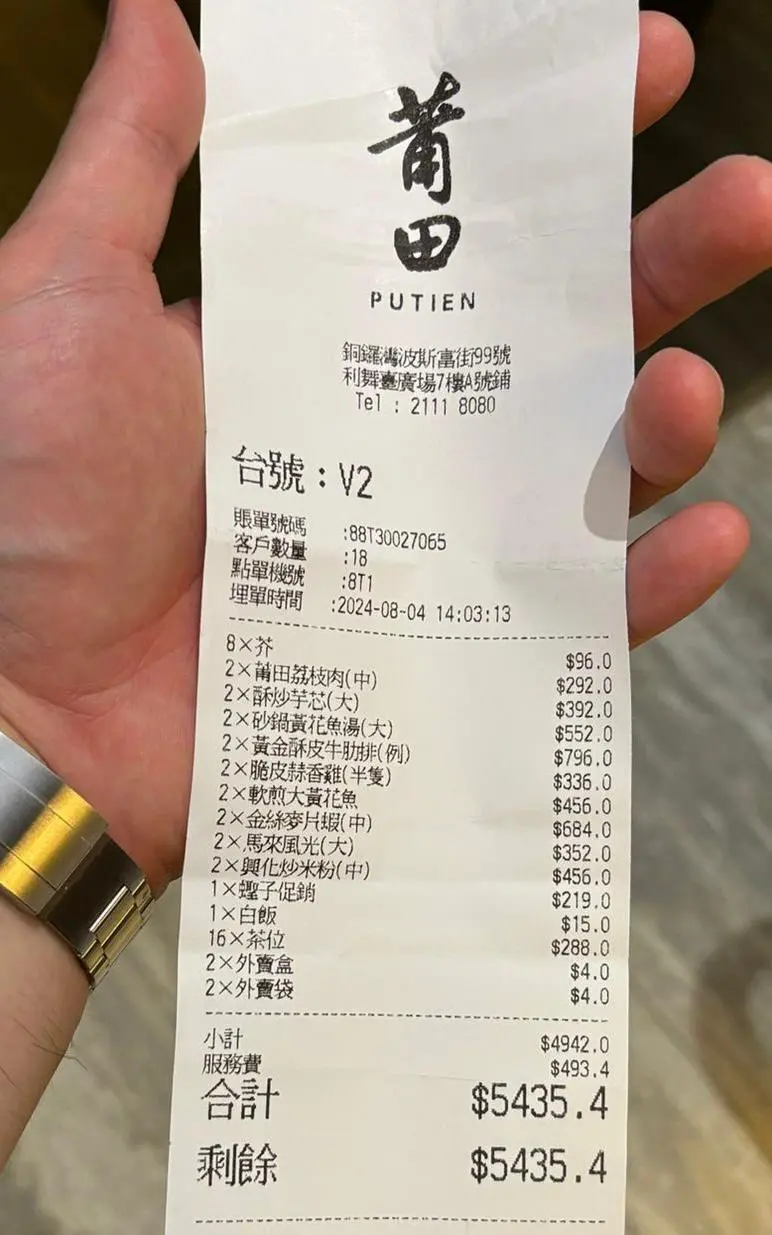 莆田
PUTIEN
銅鑼灣波斯富街99號
利舞臺廣場7樓A號鋪
Tel : 2111 8080
台號：V2
賬單號碼 :88T30027065
客戶數量 :18
點單機號 :8T1
埋單時間 :2024-08-04 14:03:13
8×芥 $96.0
2×莆田荔枝肉(中) $292.0
2×酥炒芋芯(大) $392.0
2×砂鍋黃花魚湯(大) $552.0
2×黃金酥皮牛肋排(例) $796.0
2×脆皮蒜香雞(半隻) $336.0
2×軟煎大黃花魚 $456.0
2×金絲麥片蝦(中) $684.0
2×馬來風光(大) $352.0
2×興化炒米粉(中) $456.0
1×蟶子促銷 $219.0
1×白飯 $15.0
16×茶位 $288.0
2×外賣盒 $4.0
2×外賣袋 $4.0
小計 $4942.0
服務費 $493.4
合計 $5435.4
剩餘 $5435.4